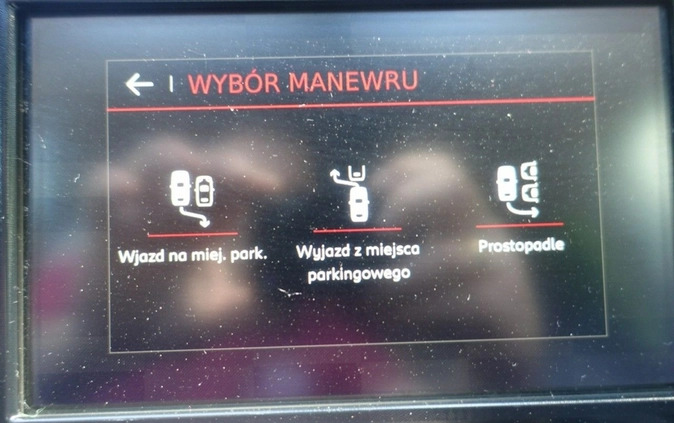 WYBÓR MANEWRU
Wjazd na miej. park.
Wyjazd z miejsca
parkingowego
Prostopadle